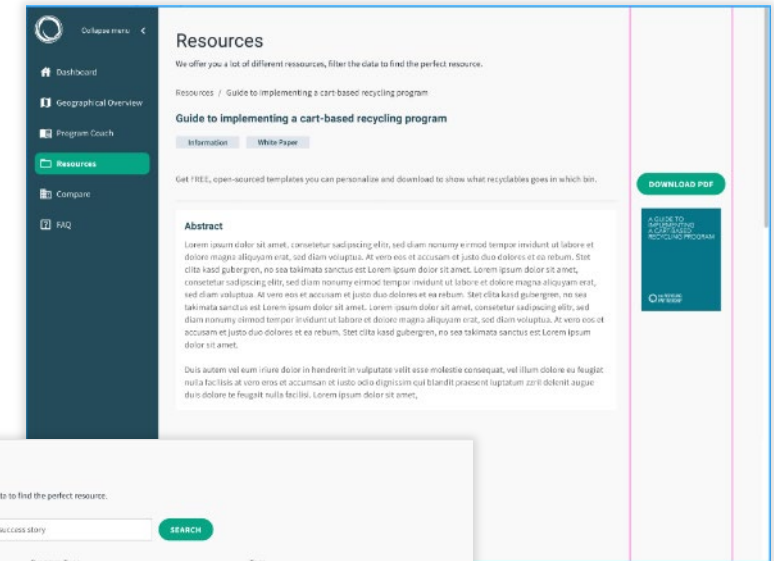 Collapse menu
Dashboard
Geographical Overview
Program Coach
Resources
Compare
FAQ
Resources
We offer you a lot of different ressources, filter the data to find the perfect resource.
Resources / Guide to implementing a cart-based recycling program
Guide to implementing a cart-based recycling program
Information White Paper
Get FREE, open-sourced templates you can personalize and download to show what recyclables goes in which bin.
Abstract
Lorem ipsum dolor sit amet, consetetur sadipscing elitr, sed diam nonumy eirmod tempor invidunt ut labore et
dolore magna aliquyam erat, sed diam voluptua. At vero eos et accusam et justo duo dolores et ea rebum. Stet
clita kasd gubergren, no sea takimata sanctus est Lorem ipsum dolor sit amet. Lorem ipsum dolor sit amet,
consetetur sadipscing elitr, sed diam nonumy eirmod tempor invidunt ut labore et dolore magna aliquyam erat,
sed diam voluptua. At vero eos et accusam et justo duo dolores et ea rebum. Stet clita kasd gubergren, no sea
takimata sanctus est Lorem ipsum dolor sit amet. Lorem ipsum dolor sit amet, consetetur sadipscing elitr, sed
diam nonumy eirmod tempor invidunt ut labore et dolore magna aliquyam erat, sed diam voluptua. At vero eos et
accusam et justo duo dolores et ea rebum. Stet clita kasd gubergren, no sea takimata sanctus est Lorem ipsum
dolor sit amet.
Duis autem vel eum iriure dolor in hendrerit in vulputate velit esse molestie consequat, vel illum dolore eu feugiat
nulla facilisis at vero eros et accumsan et iusto odio dignissim qui blandit praesent luptatum zzril delenit augue
duis dolore te feugait nulla facilisi. Lorem ipsum dolor sit amet,
DOWNLOAD PDF
A GUIDE TO
IMPLEMENTING
A CART-BASED
RECYCLING PROGRAM
ta to find the perfect resource.
success story
SEARCH